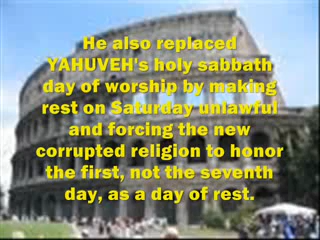 He also replaced
YAHUVEH's holy sabbath
day of worship by making
rest on Saturday unlawful
and forcing the new
corrupted religion to honor
the first, not the seventh
day, as a day of rest.